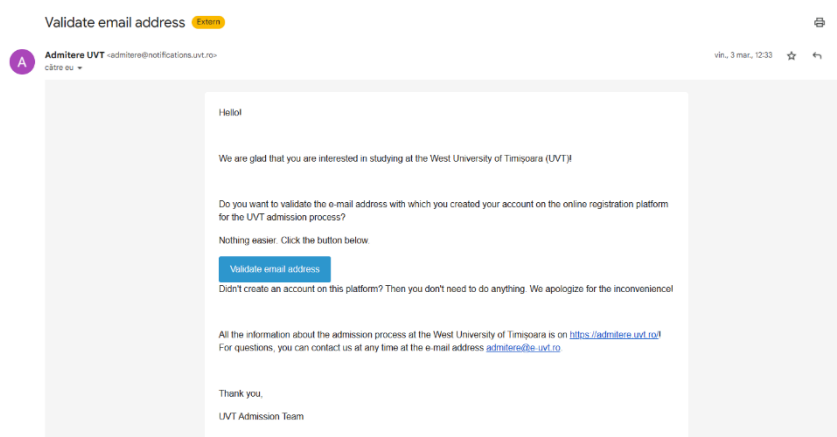 Validate email address Extern
Admitere UVT <admitere@notifications.uvt.ro>
vin., 3 mar., 12:33
A
către eu
Hello!
We are glad that you are interested in studying at the West University of Timișoara (UVT)!
Do you want to validate the e-mail address with which you created your account on the online registration platform
for the UVT admission process?
Nothing easier. Click the button below.
Validate email address
Didn't create an account on this platform? Then you don't need to do anything. We apologize for the inconvenience!
All the information about the admission process at the West University of Timișoara is on https://admitere.uvt.ro/!
For questions, you can contact us at any time at the e-mail address admitere@e-uvt.ro.
Thank you,
UVT Admission Team